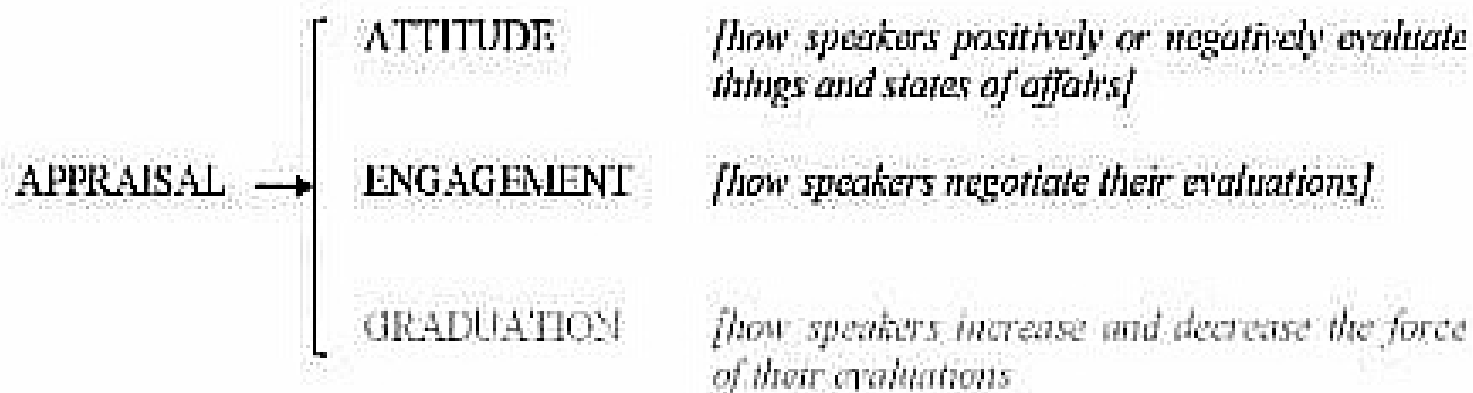 ATTITUDE [how speakers positively or negatively evaluate
things and states of affairs]
APPRAISAL ENGAGEMENT [how speakers negotiate their evaluations]
GRADUATION [how speakers increase and decrease the force
of their evaluations